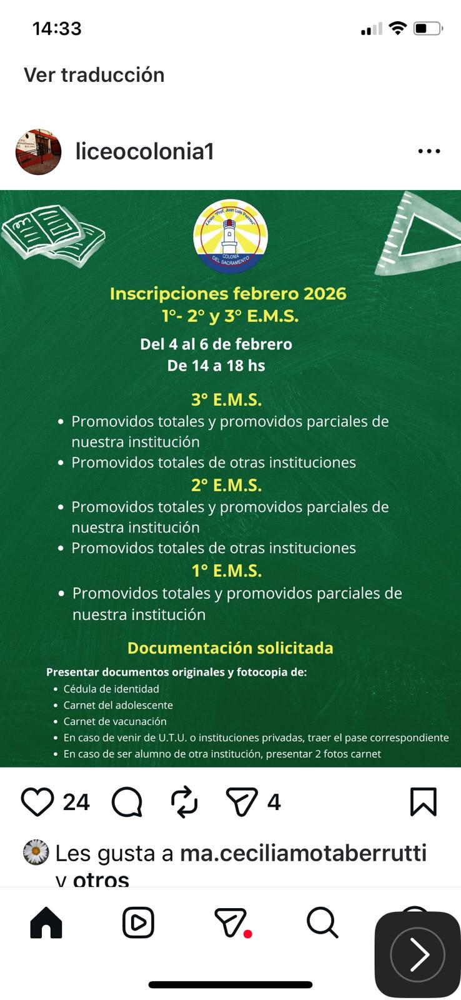 14:33
Ver traducción
liceocolonia1
Liceo "Prof. Juan Luis Perrou"
COLONIA
DEL SACRAMENTO
Inscripciones febrero 2026
1°- 2° y 3° E.M.S.
Del 4 al 6 de febrero
De 14 a 18 hs
3° E.M.S.
• Promovidos totales y promovidos parciales de
nuestra institución
• Promovidos totales de otras instituciones
2° E.M.S.
• Promovidos totales y promovidos parciales de
nuestra institución
• Promovidos totales de otras instituciones
1° E.M.S.
• Promovidos totales y promovidos parciales de
nuestra institución
Documentación solicitada
Presentar documentos originales y fotocopia de:
• Cédula de identidad
• Carnet del adolescente
• Carnet de vacunación
• En caso de venir de U.T.U. o instituciones privadas, traer el pase correspondiente
• En caso de ser alumno de otra institución, presentar 2 fotos carnet
24
4
Les gusta a ma.ceciliamotaberrutti
y otros